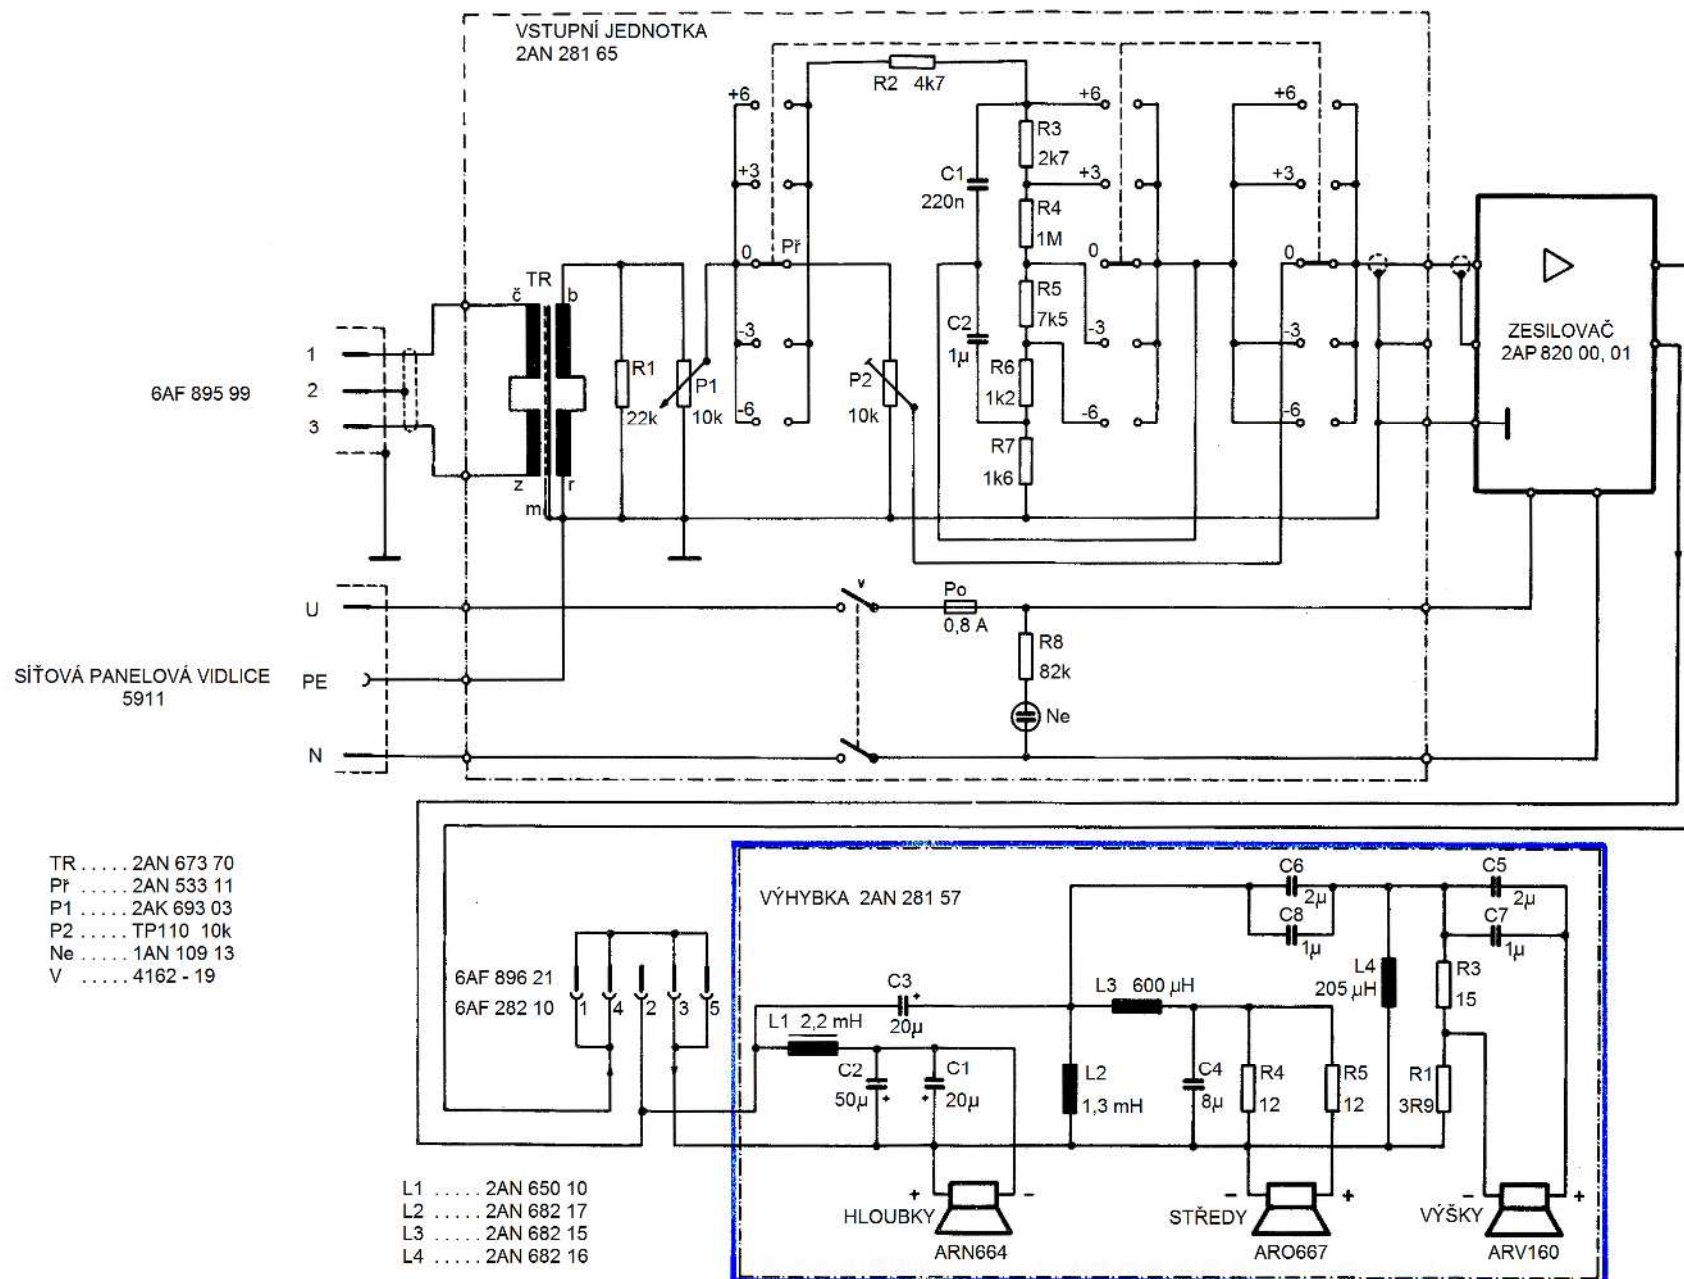 VSTUPNÍ JEDNOTKA
2AN 281 65
R2 4k7
+6
+6
+6
R3
2k7
C1
220n
+3
+3
+3
R4
1M
0
Př
0
0
TR
č
b
R5
7k5
C2
1µ
-3
-3
-3
ZESILOVAČ
2AP 820 00, 01
1
2
3
6AF 895 99
R1
22k
P1
10k
P2
10k
R6
1k2
-6
-6
-6
R7
1k6
z
r
m
U
v
Po
0,8 A
R8
82k
SÍŤOVÁ PANELOVÁ VIDLICE
5911
PE
Ne
N
TR ..... 2AN 673 70
Př ..... 2AN 533 11
P1 ..... 2AK 693 03
P2 ..... TP110 10k
Ne ..... 1AN 109 13
V ..... 4162 - 19
VÝHYBKA 2AN 281 57
C6
2µ
C5
2µ
C8
1µ
C7
1µ
6AF 896 21
6AF 282 10
1
4
2
3
5
C3
+
20µ
L3 600 µH
L4
205 µH
R3
15
L1 2,2 mH
C2
50µ
+
C1
+
20µ
L2
1,3 mH
C4
8µ
R4
12
R5
12
R1
3R9
L1 ..... 2AN 650 10
L2 ..... 2AN 682 17
L3 ..... 2AN 682 15
L4 ..... 2AN 682 16
+
-
HLOUBKY
ARN664
-
+
STŘEDY
ARO667
-
+
VÝŠKY
ARV160